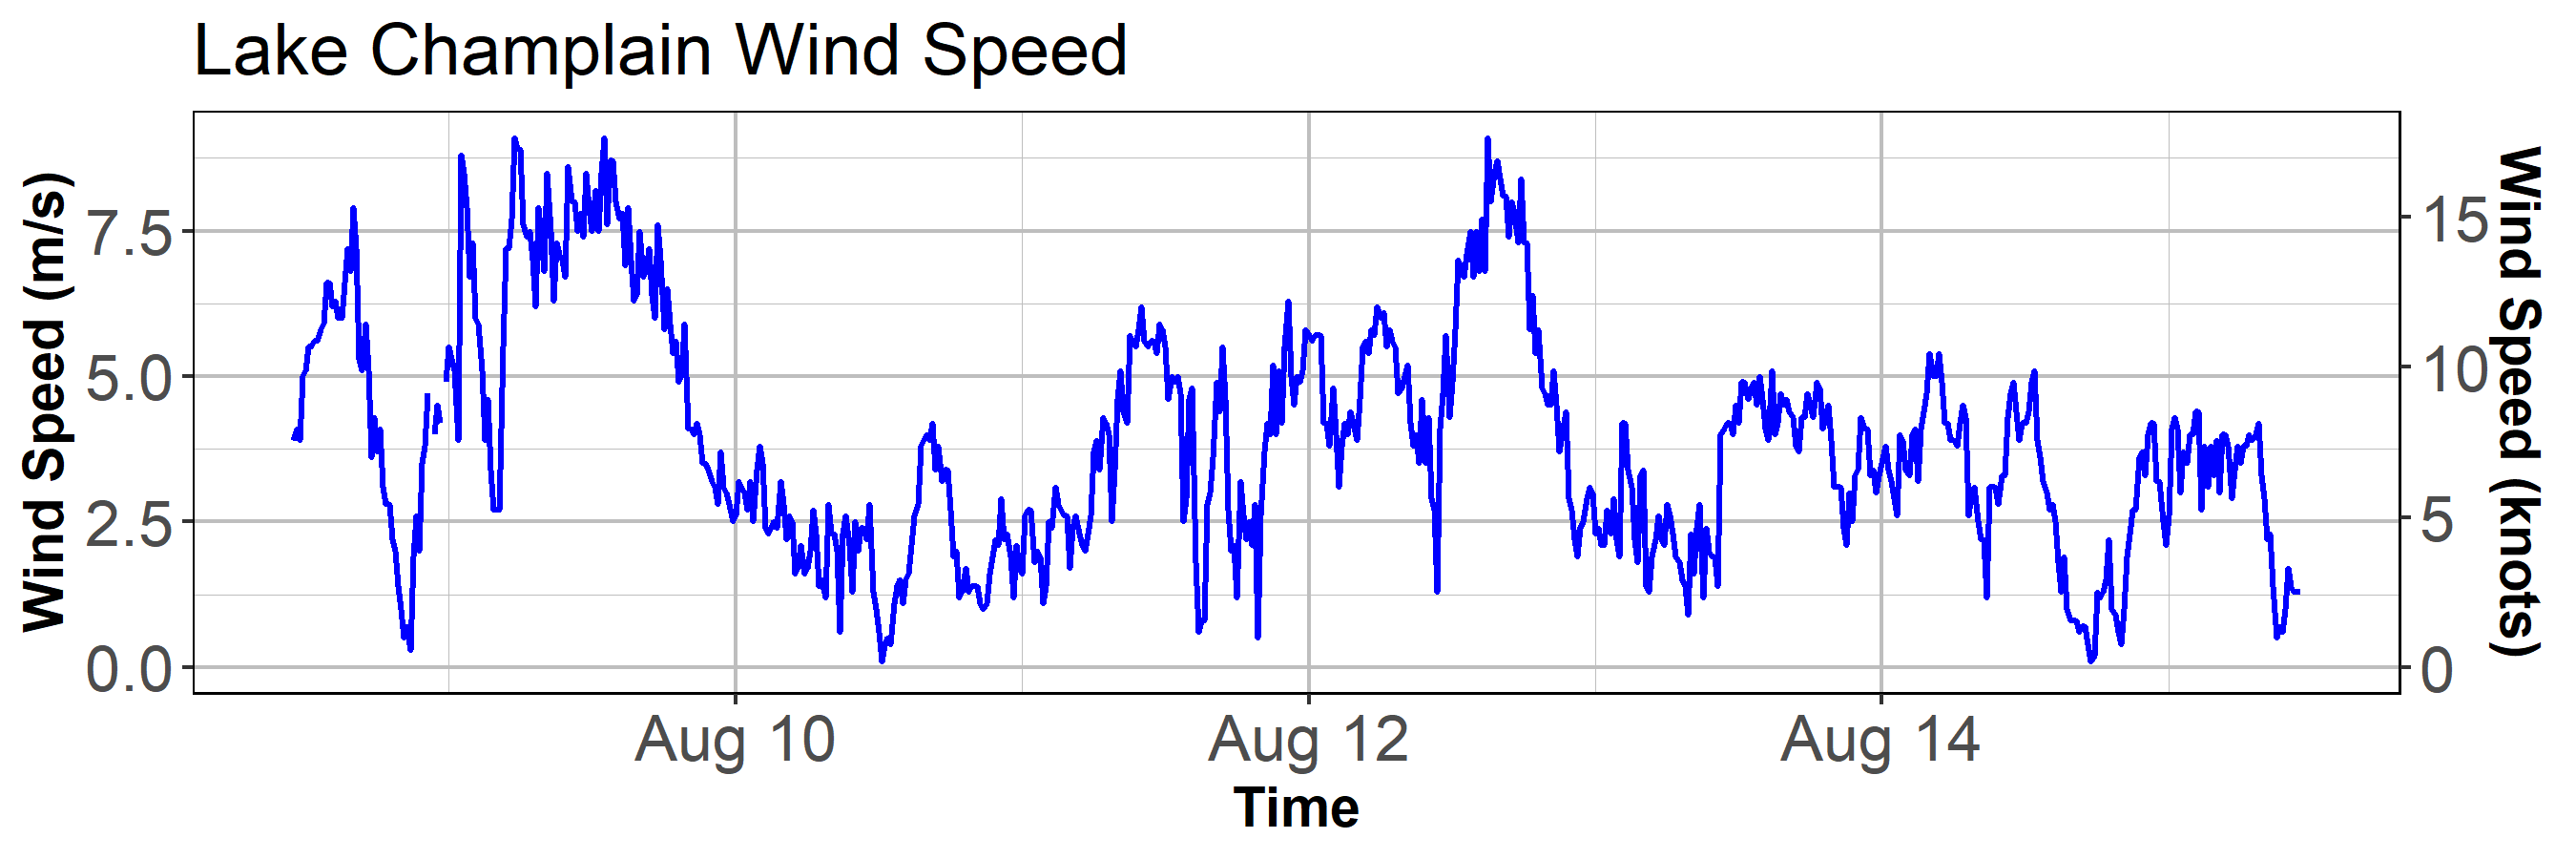 Lake Champlain Wind Speed
Wind Speed (m/s)
7.5
5.0
2.5
0.0
15
10
5
0
Wind Speed (knots)
Aug 10
Aug 12
Aug 14
Time